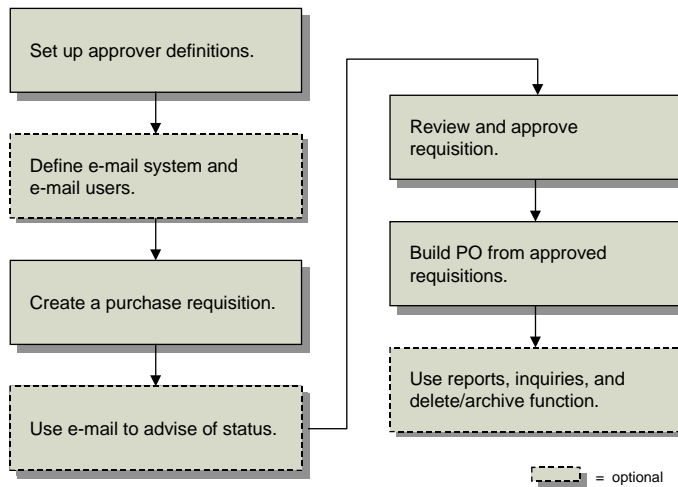 Set up approver definitions.
Define e-mail system and
e-mail users.
Create a purchase requisition.
Use e-mail to advise of status.
Review and approve
requisition.
Build PO from approved
requisitions.
Use reports, inquiries, and
delete/archive function.
= optional